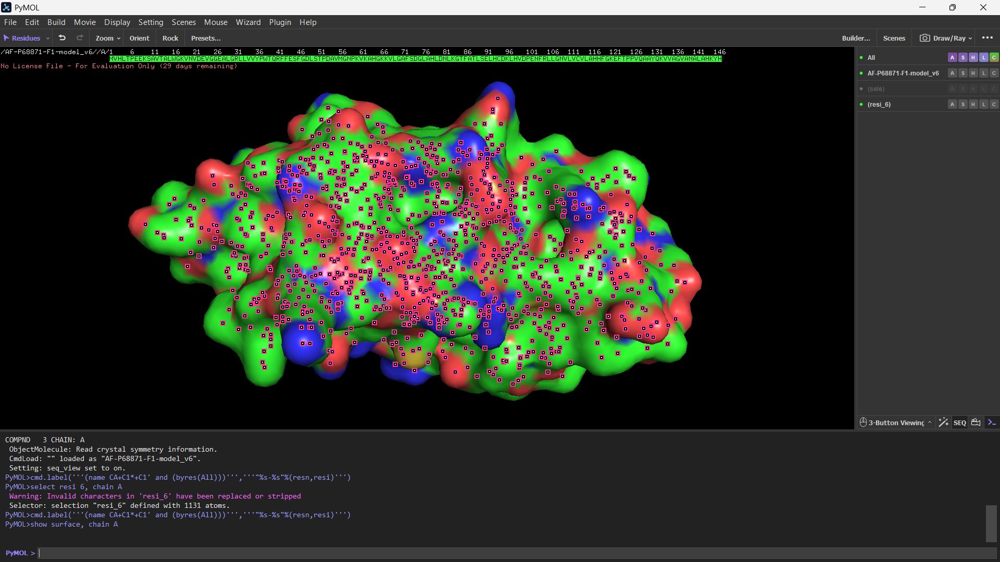 PyMOL
File Edit Build Movie Display Setting Scenes Mouse Wizard Plugin Help
Residues Zoom Orient Rock Presets... Builder... Scenes Draw/Ray
/AF-P68871-F1-model_v6//A/1 6 11 16 21 26 31 36 41 46 51 56 61 66 71 76 81 86 91 96 101 106 111 116 121 126 131 136 141 146
MVHLTPEEKSAVTALWGKVNVDEVGGEALGRLLVVYPWTQRFFESFGDLSTPDAVMGNPKVKAHGKKVLGAFSDGLAHLDNLKGTFATLSELHCDKLHVDPENFRLLGNVLVCVLAHHFGKEFTPPVQAAYQKVVAGVANALAHKYH
No License File - For Evaluation Only (29 days remaining)
All A S H L C
AF-P68871-F1-model_v6 A S H L C
(sele) A S H L C
(resi_6) A S H L C
3-Button Viewing SEQ
COMPND   3 CHAIN: A
ObjectMolecule: Read crystal symmetry information.
CmdLoad: "" loaded as "AF-P68871-F1-model_v6".
Setting: seq_view set to on.
PyMOL>cmd.label('''(name CA+C1*+C1' and (byres(All)))''','''"%s-%s"%(resn,resi)''')
PyMOL>select resi 6, chain A
Warning: Invalid characters in 'resi_6' have been replaced or stripped
Selector: selection "resi_6" defined with 1131 atoms.
PyMOL>cmd.label('''(name CA+C1*+C1' and (byres(All)))''','''"%s-%s"%(resn,resi)''')
PyMOL>show surface, chain A
PyMOL >